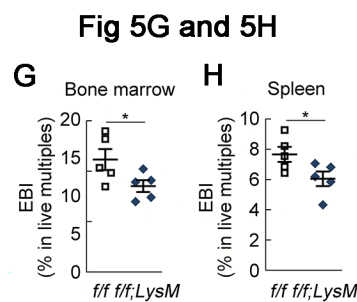 Fig 5G and 5H
G
Bone marrow
*
EBI
(% in live multiples)
20
15
10
5
0
f/f f/f;LysM
H
Spleen
*
EBI
(% in live multiples)
10
8
6
4
2
0
f/f f/f;LysM